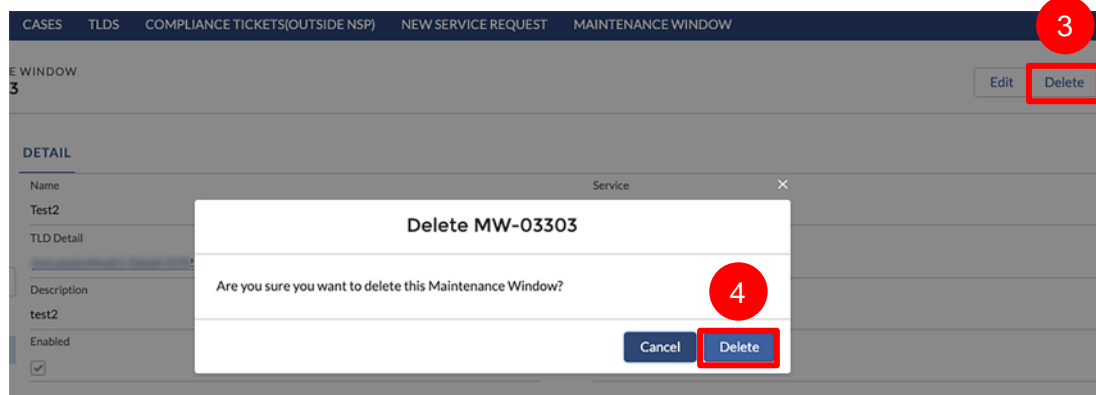 CASES TLDS COMPLIANCE TICKETS(OUTSIDE NSP) NEW SERVICE REQUEST MAINTENANCE WINDOW
3
E WINDOW
3
Edit Delete
DETAIL
Name Service
Test2
TLD Detail
Description
test2
Enabled
Delete MW-03303
Are you sure you want to delete this Maintenance Window?
4
Cancel Delete